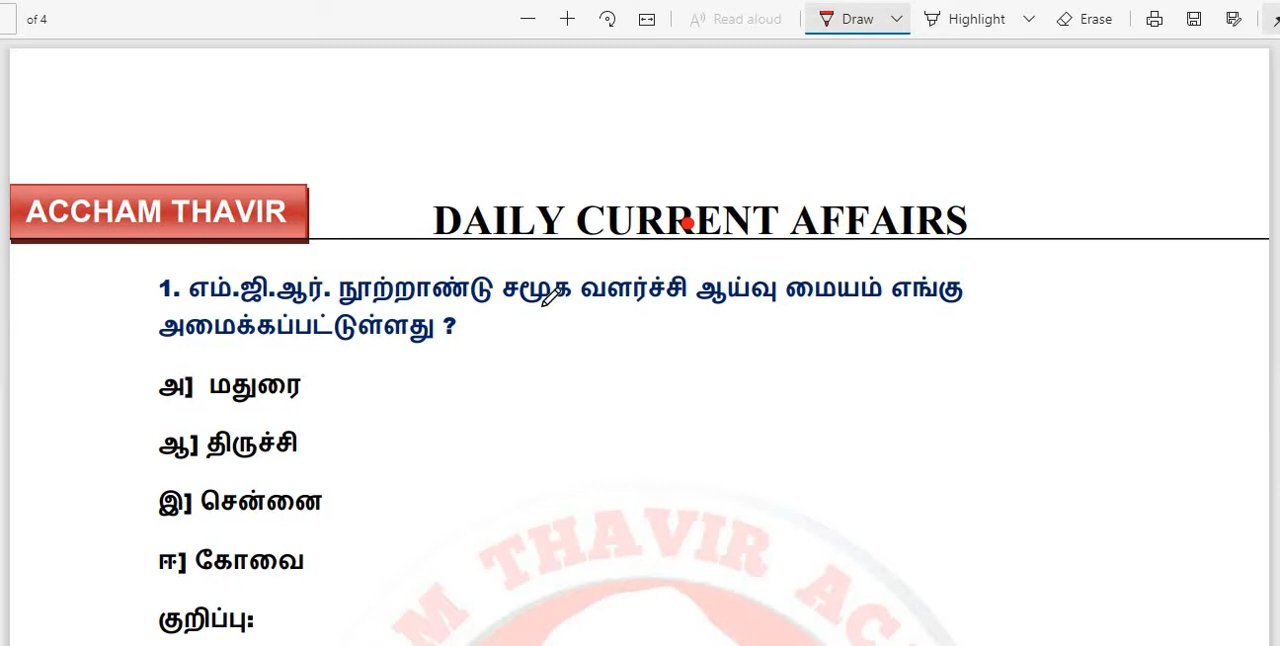 of 4
Read aloud
Draw
Highlight
Erase
ACCHAM THAVIR
DAILY CURRENT AFFAIRS
1. எம்.ஜி.ஆர். நூற்றாண்டு சமூக வளர்ச்சி ஆய்வு மையம் எங்கு
அமைக்கப்பட்டுள்ளது ?
அ] மதுரை
ஆ] திருச்சி
இ] சென்னை
ஈ] கோவை
குறிப்பு:
THAVIR